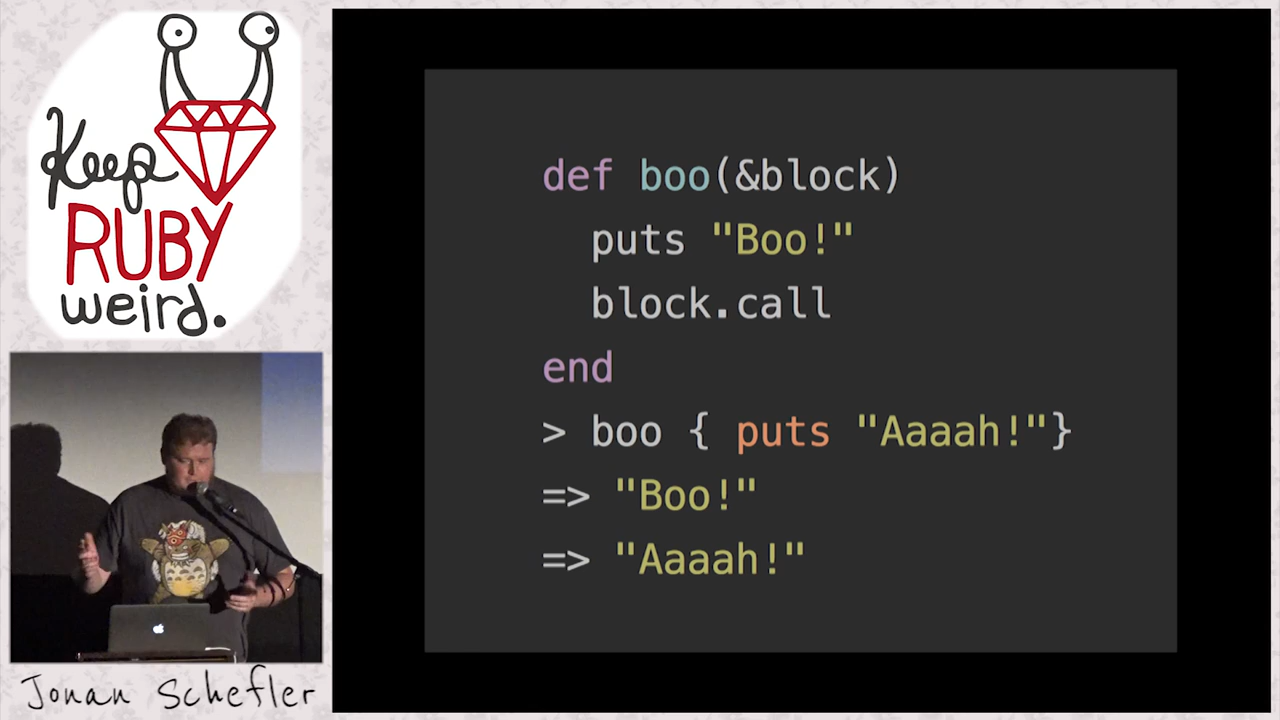 Keep
RUBY
weird.
Jonan Schefler
def boo(&block)
  puts "Boo!"
  block.call
end
> boo { puts "Aaaah!"}
=> "Boo!"
=> "Aaaah!"